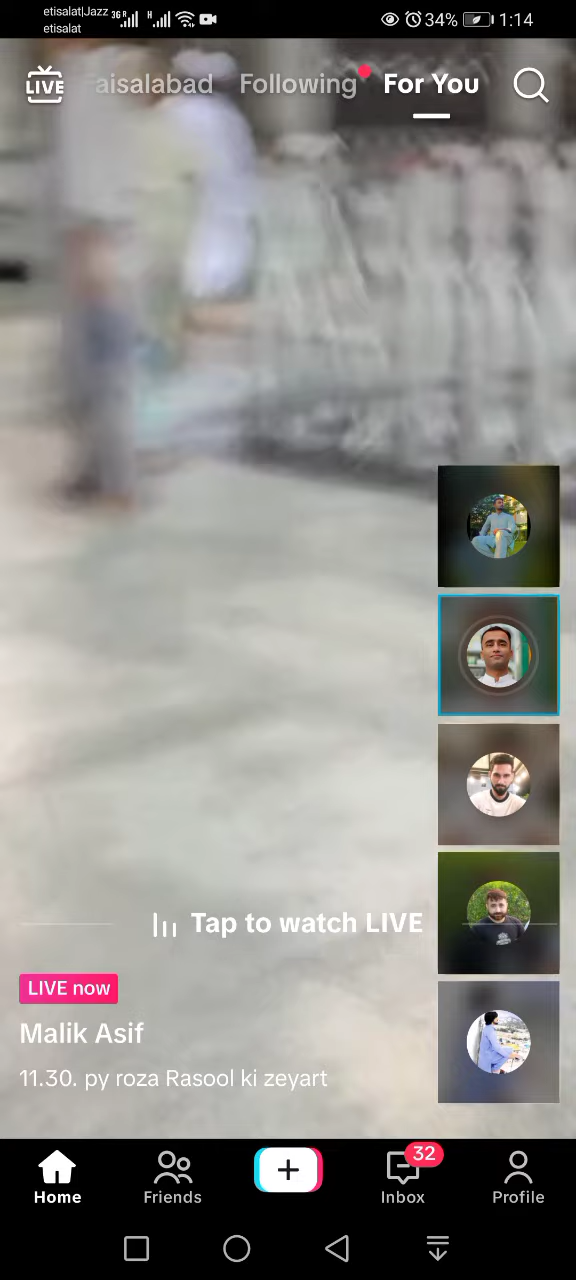 etisalat|Jazz 3G R H 34% 1:14
etisalat
LIVE aisalabad Following For You
Tap to watch LIVE
LIVE now
Malik Asif
11.30. py roza Rasool ki zeyart
32
Home Friends Inbox Profile